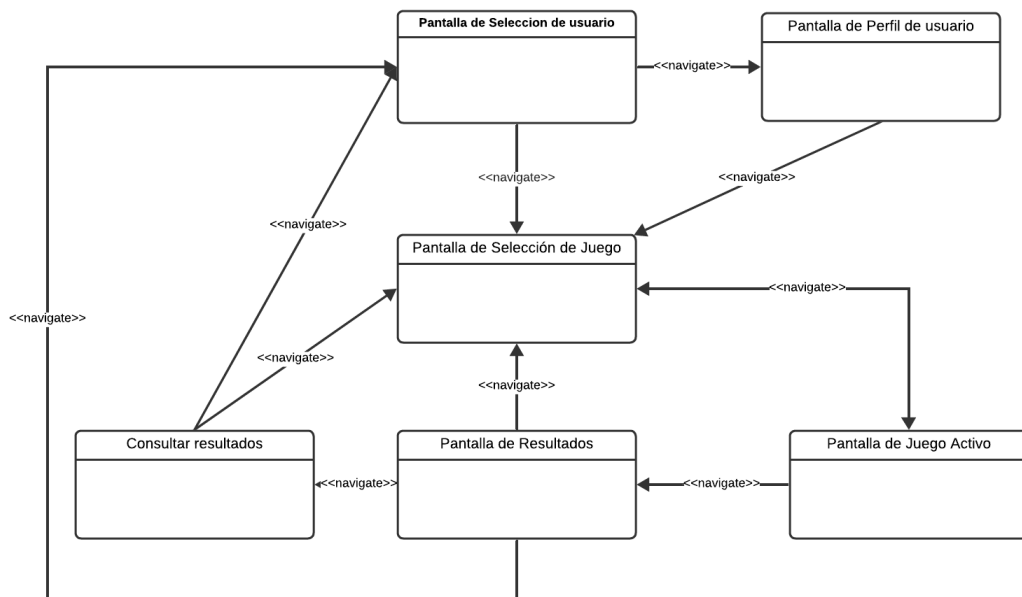 Pantalla de Seleccion de usuario
Pantalla de Perfil de usuario
<<navigate>>
<<navigate>>
<<navigate>>
<<navigate>>
Pantalla de Selección de Juego
<<navigate>>
<<navigate>>
<<navigate>>
<<navigate>>
Consultar resultados
Pantalla de Resultados
Pantalla de Juego Activo
<<navigate>>
<<navigate>>